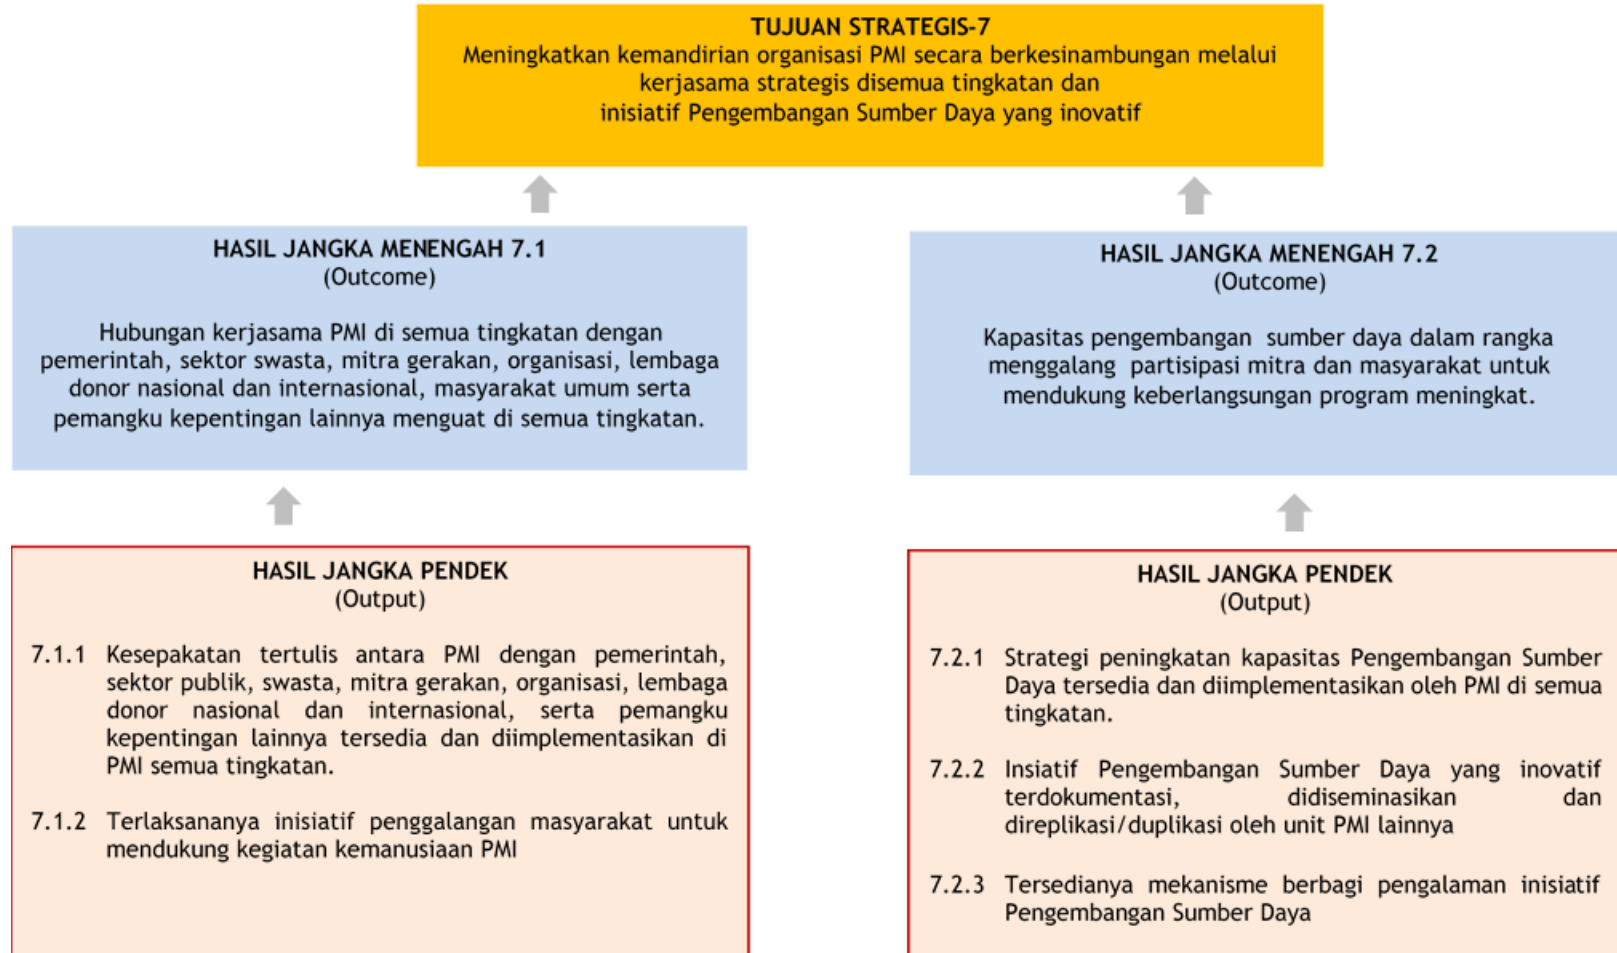 TUJUAN STRATEGIS-7
Meningkatkan kemandirian organisasi PMI secara berkesinambungan melalui
kerjasama strategis disemua tingkatan dan
inisiatif Pengembangan Sumber Daya yang inovatif
HASIL JANGKA MENENGAH 7.1
(Outcome)
Hubungan kerjasama PMI di semua tingkatan dengan
pemerintah, sektor swasta, mitra gerakan, organisasi, lembaga
donor nasional dan internasional, masyarakat umum serta
pemangku kepentingan lainnya menguat di semua tingkatan.
HASIL JANGKA MENENGAH 7.2
(Outcome)
Kapasitas pengembangan sumber daya dalam rangka
menggalang partisipasi mitra dan masyarakat untuk
mendukung keberlangsungan program meningkat.
HASIL JANGKA PENDEK
(Output)
7.1.1 Kesepakatan tertulis antara PMI dengan pemerintah,
sektor publik, swasta, mitra gerakan, organisasi, lembaga
donor nasional dan internasional, serta pemangku
kepentingan lainnya tersedia dan diimplementasikan di
PMI semua tingkatan.
7.1.2 Terlaksananya inisiatif penggalangan masyarakat untuk
mendukung kegiatan kemanusiaan PMI
HASIL JANGKA PENDEK
(Output)
7.2.1 Strategi peningkatan kapasitas Pengembangan Sumber
Daya tersedia dan diimplementasikan oleh PMI di semua
tingkatan.
7.2.2 Insiatif Pengembangan Sumber Daya yang inovatif
terdokumentasi, didiseminasikan dan
direplikasi/duplikasi oleh unit PMI lainnya
7.2.3 Tersedianya mekanisme berbagi pengalaman inisiatif
Pengembangan Sumber Daya